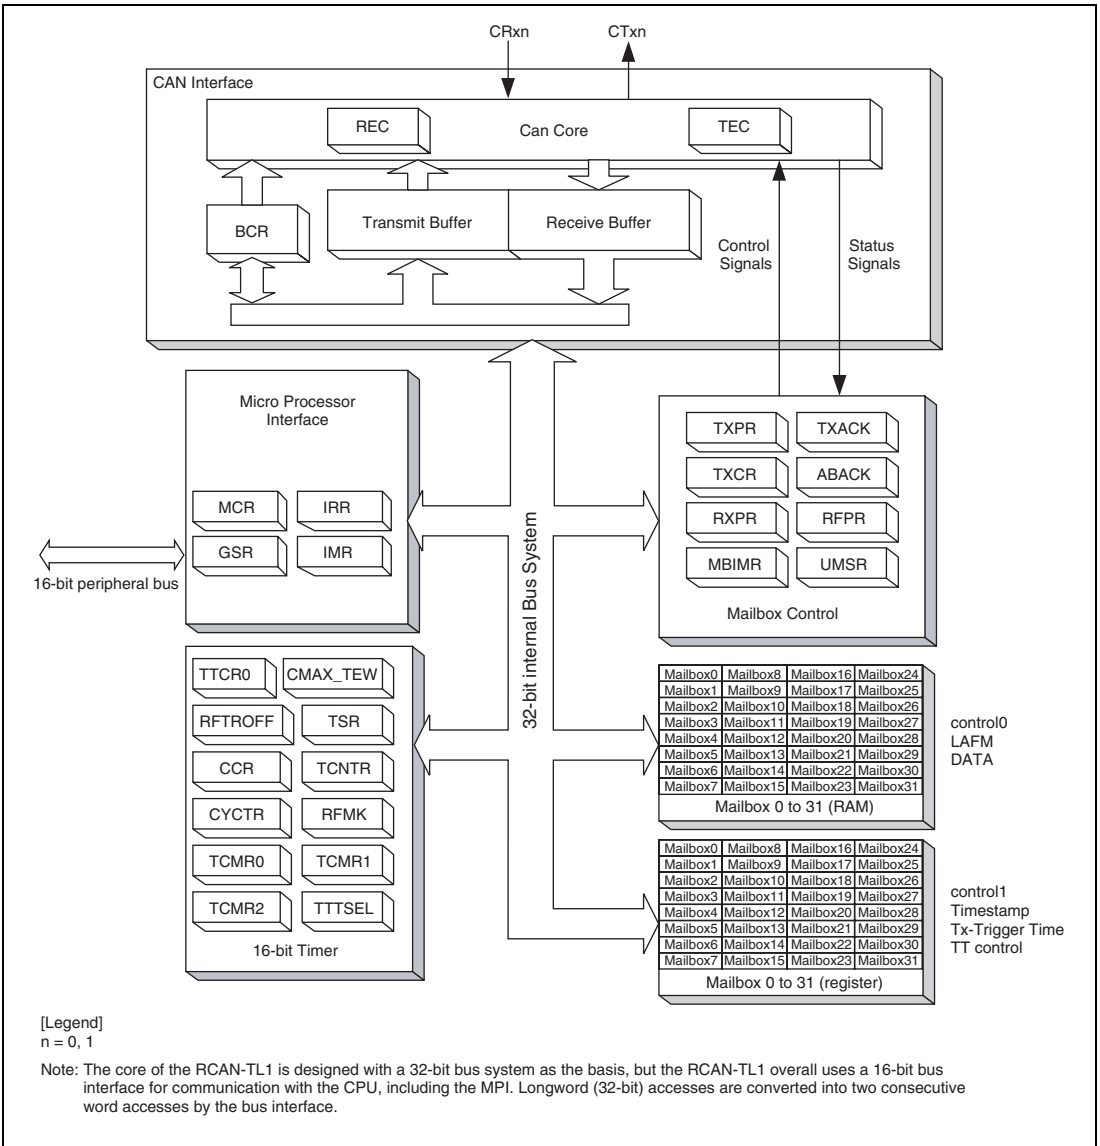 CRxn
CTxn
CAN Interface
REC
Can Core
TEC
BCR
Transmit Buffer
Receive Buffer
Control
Signals
Status
Signals
Micro Processor
Interface
MCR
IRR
GSR
IMR
16-bit peripheral bus
32-bit internal Bus System
TXPR
TXACK
TXCR
ABACK
RXPR
RFPR
MBIMR
UMSR
Mailbox Control
TTCR0
CMAX_TEW
RFTROFF
TSR
CCR
TCNTR
CYCTR
RFMK
TCMR0
TCMR1
TCMR2
TTTSEL
16-bit Timer
Mailbox0 Mailbox8 Mailbox16 Mailbox24
Mailbox1 Mailbox9 Mailbox17 Mailbox25
Mailbox2 Mailbox10 Mailbox18 Mailbox26
Mailbox3 Mailbox11 Mailbox19 Mailbox27
Mailbox4 Mailbox12 Mailbox20 Mailbox28
Mailbox5 Mailbox13 Mailbox21 Mailbox29
Mailbox6 Mailbox14 Mailbox22 Mailbox30
Mailbox7 Mailbox15 Mailbox23 Mailbox31
Mailbox 0 to 31 (RAM)
control0
LAFM
DATA
Mailbox0 Mailbox8 Mailbox16 Mailbox24
Mailbox1 Mailbox9 Mailbox17 Mailbox25
Mailbox2 Mailbox10 Mailbox18 Mailbox26
Mailbox3 Mailbox11 Mailbox19 Mailbox27
Mailbox4 Mailbox12 Mailbox20 Mailbox28
Mailbox5 Mailbox13 Mailbox21 Mailbox29
Mailbox6 Mailbox14 Mailbox22 Mailbox30
Mailbox7 Mailbox15 Mailbox23 Mailbox31
Mailbox 0 to 31 (register)
control1
Timestamp
Tx-Trigger Time
TT control
[Legend]
n = 0, 1
Note: The core of the RCAN-TL1 is designed with a 32-bit bus system as the basis, but the RCAN-TL1 overall uses a 16-bit bus
interface for communication with the CPU, including the MPI. Longword (32-bit) accesses are converted into two consecutive
word accesses by the bus interface.